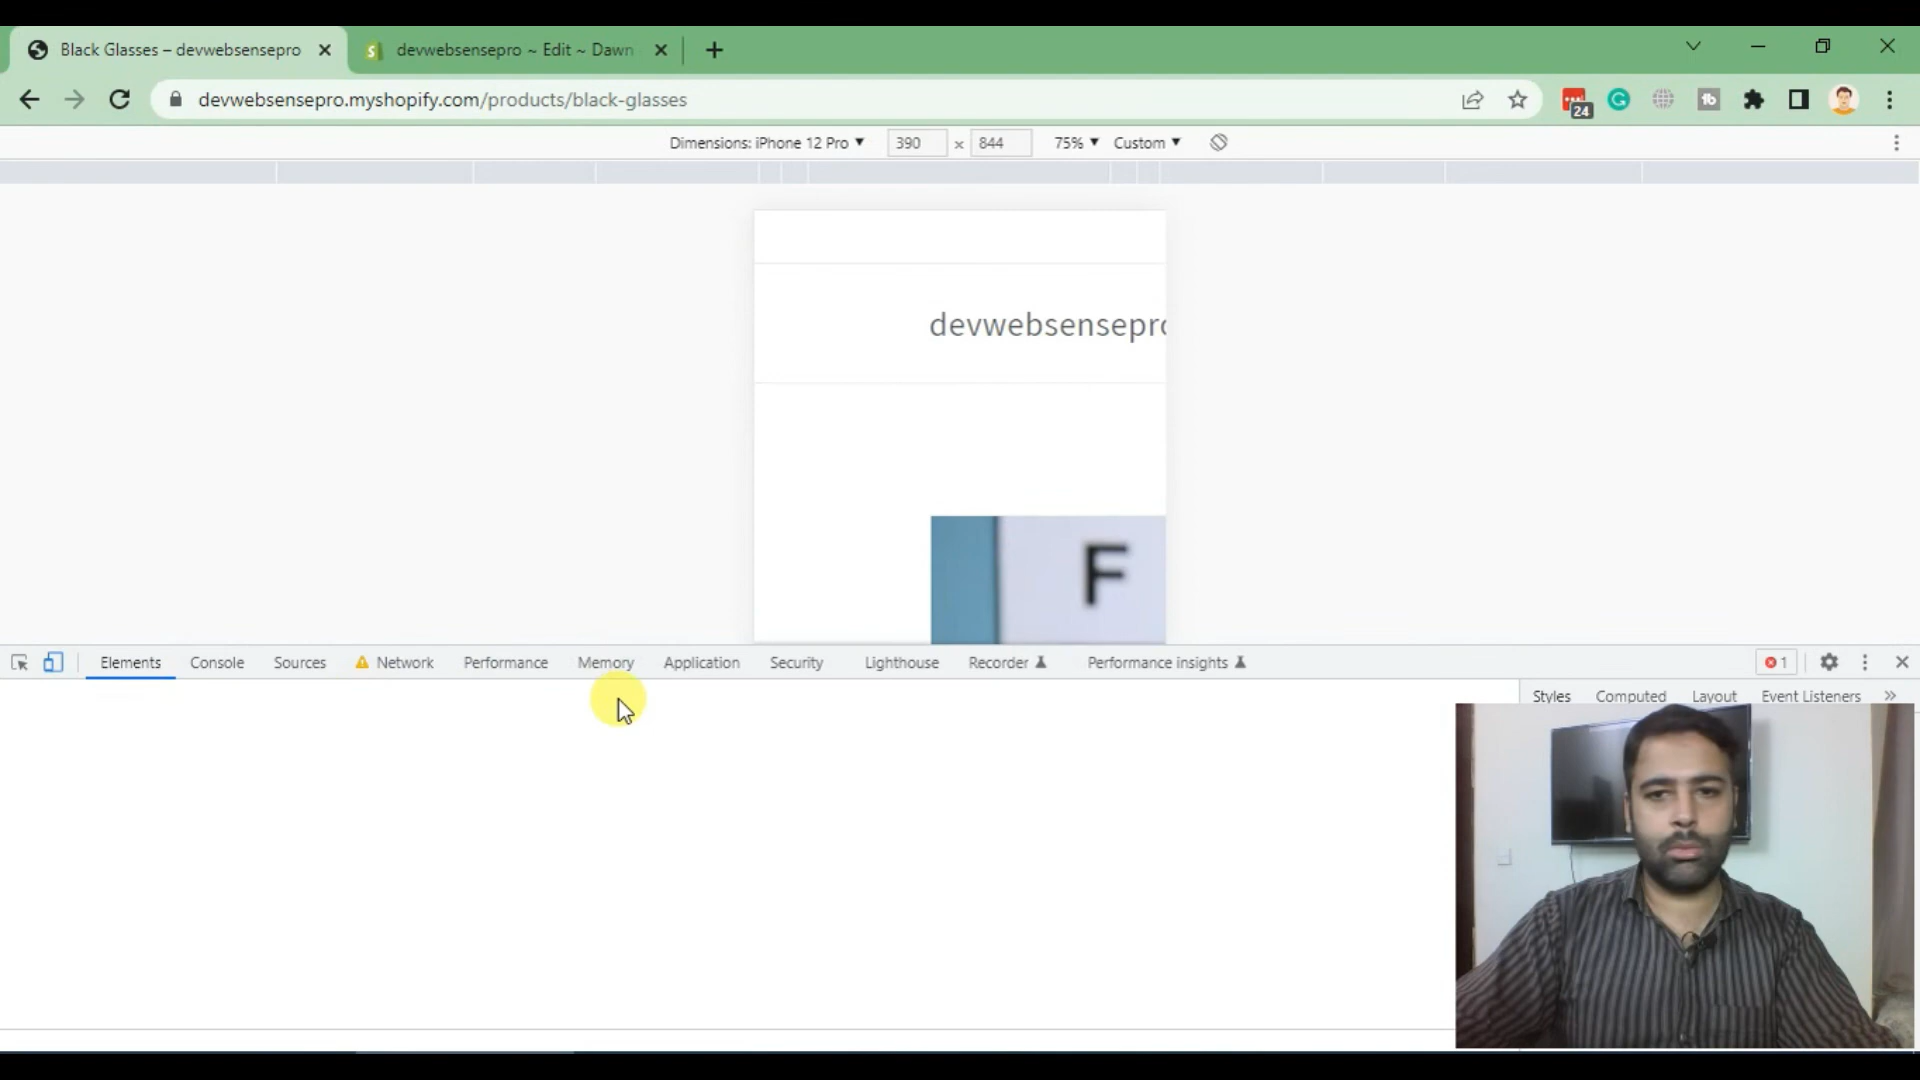 Black Glasses – devwebsensepro
devwebsensepro ~ Edit ~ Dawn
devwebsensepro.myshopify.com/products/black-glasses
24
Dimensions: iPhone 12 Pro ▼ 390 x 844 75% ▼ Custom ▼
devwebsensepro
F
Elements Console Sources Network Performance Memory Application Security Lighthouse Recorder Performance insights 1
Styles Computed Layout Event Listeners »